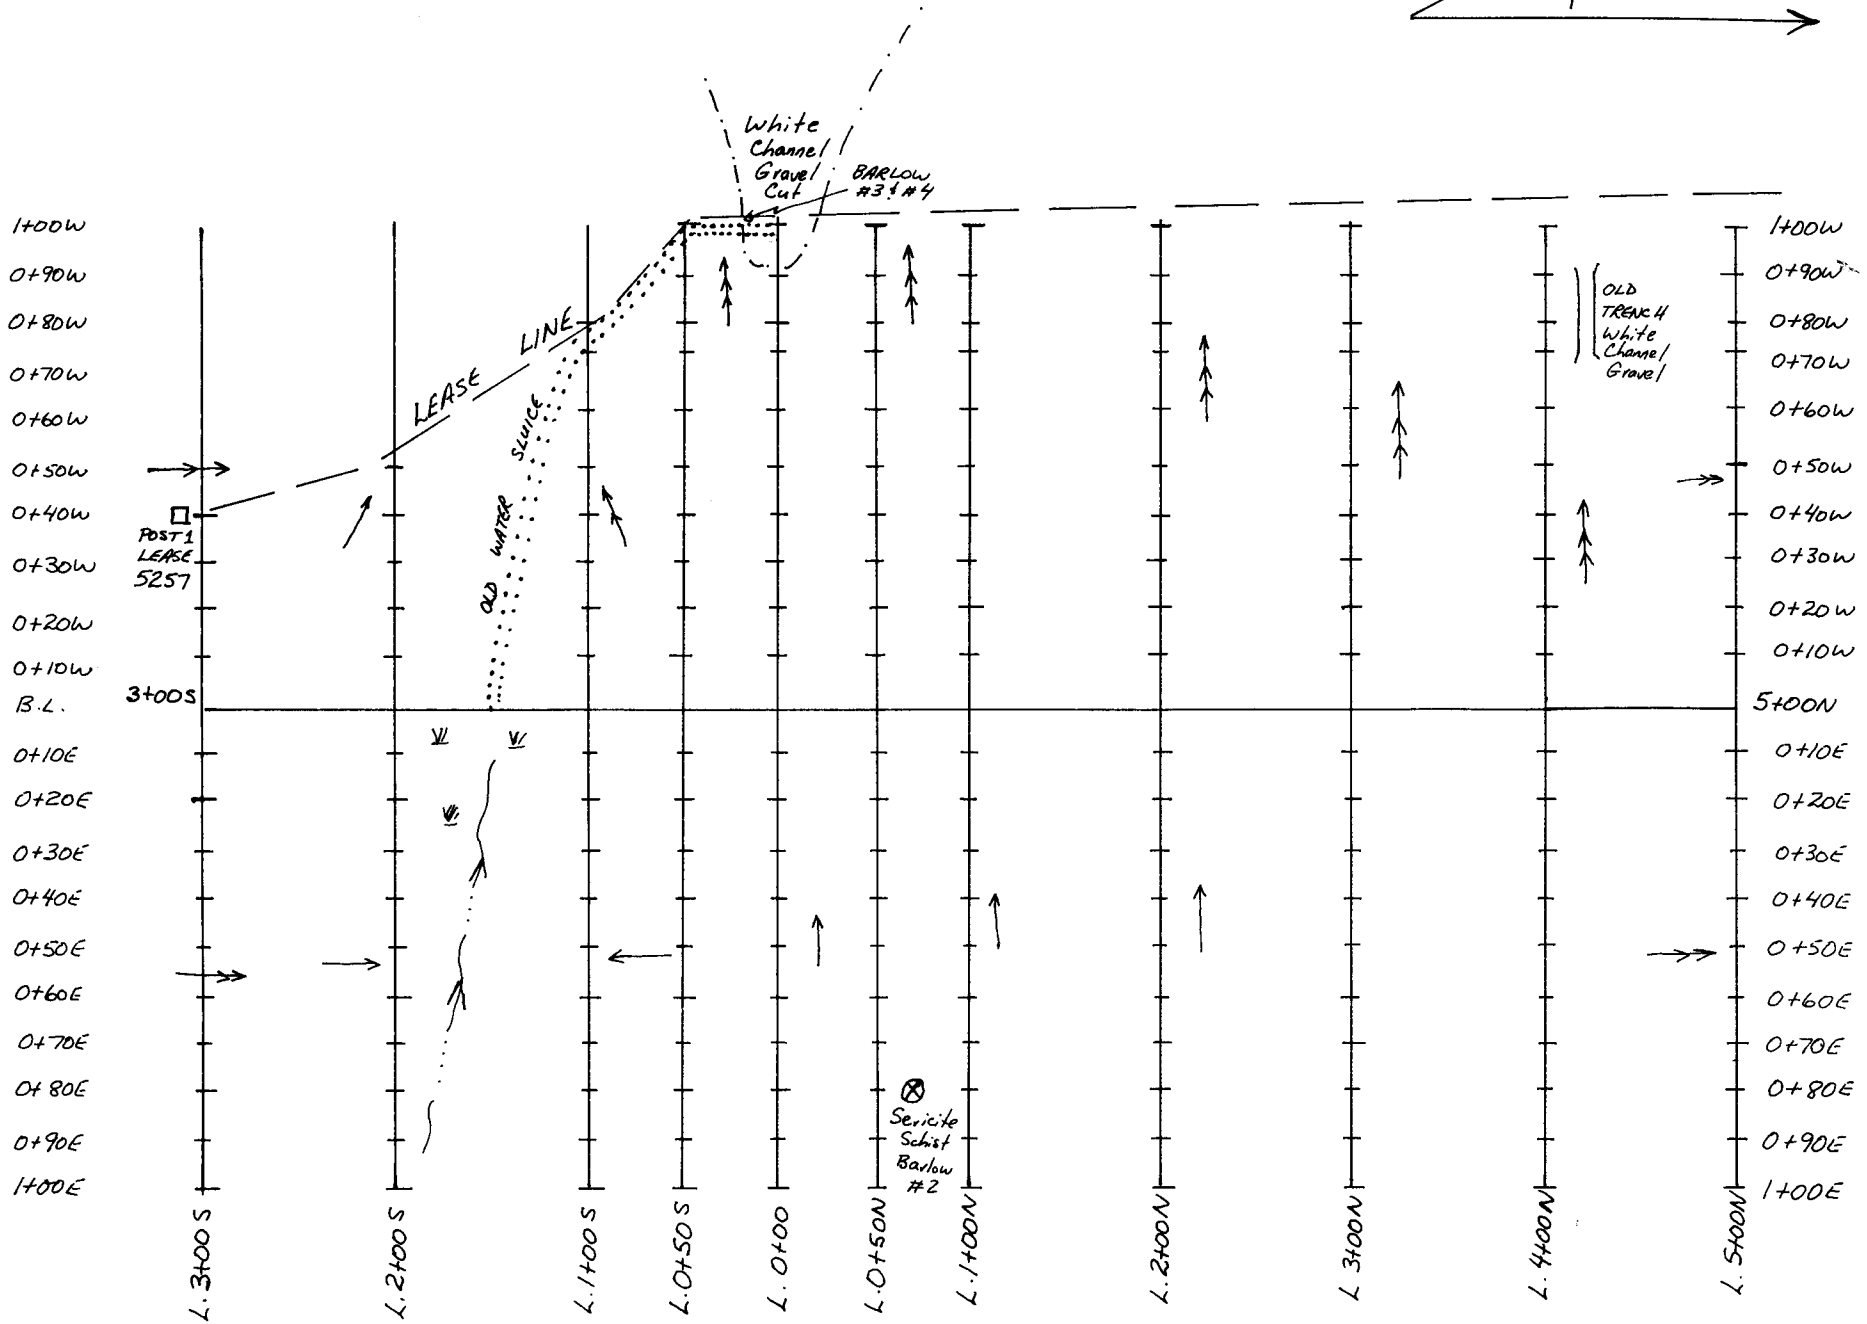 White
Channel
Gravel
Cut
BARLOW
#3 & #4
1+00W
0+90W
0+80W
0+70W
0+60W
0+50W
0+40W
0+30W
0+20W
0+10W
B.L.
0+10E
0+20E
0+30E
0+40E
0+50E
0+60E
0+70E
0+80E
0+90E
1+00E
LEASE LINE
OLD WATER SLUICE
POST 1
LEASE
5257
3+00S
OLD
TRENCH
White
Channel
Gravel
Sericite
Schist
Barlow
#2
1+00W
0+90W
0+80W
0+70W
0+60W
0+50W
0+40W
0+30W
0+20W
0+10W
5+00N
0+10E
0+20E
0+30E
0+40E
0+50E
0+60E
0+70E
0+80E
0+90E
1+00E
L.3+00S
L.2+00S
L.1+00S
L.0+50S
L.0+00
L.0+50N
L.1+00N
L.2+00N
L.3+00N
L.4+00N
L.5+00N